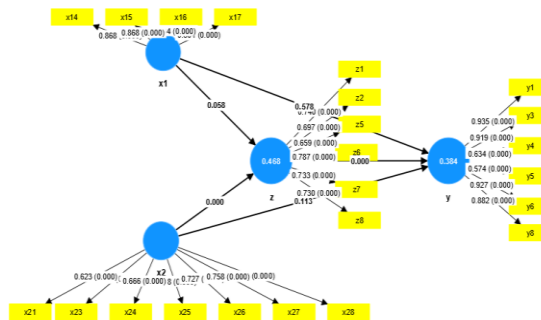 x14
x15
x16
x17
0.868
0.868 (0.000)
(0.000)
(0.000)
x1
0.058
0.578
z1
z2
z5
z6
z7
z8
(0.000)
0.697 (0.000)
0.659 (0.000)
0.787 (0.000)
0.733 (0.000)
0.730 (0.000)
0.468
z
0.000
0.000
0.113
0.384
y
y1
y3
y4
y5
y6
y8
0.935 (0.000)
0.919 (0.000)
0.634 (0.000)
0.574 (0.000)
0.927 (0.000)
0.882 (0.000)
x2
0.623 (0.000)
0.666 (0.000)
0.727
0.758 (0.000)
(0.000)
x21
x23
x24
x25
x26
x27
x28